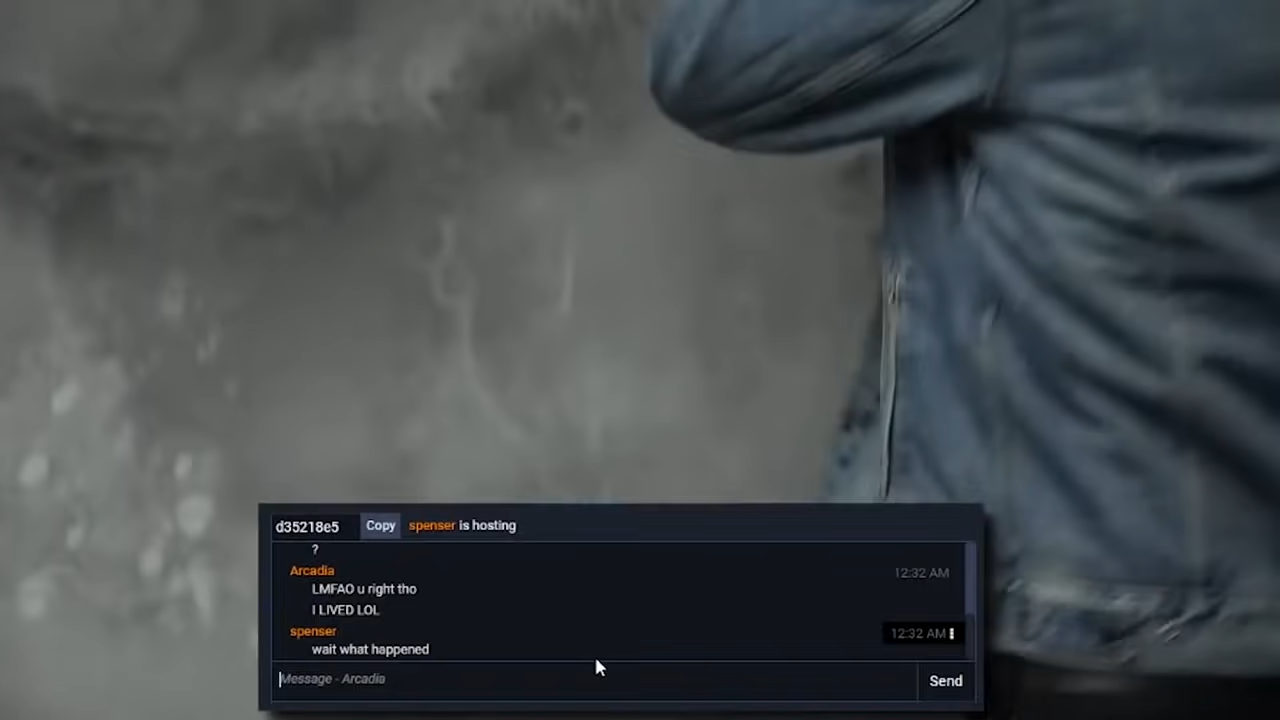 d35218e5 Copy spenser is hosting
?
Arcadia 12:32 AM
LMFAO u right tho
I LIVED LOL
spenser 12:32 AM
wait what happened
Message - Arcadia Send